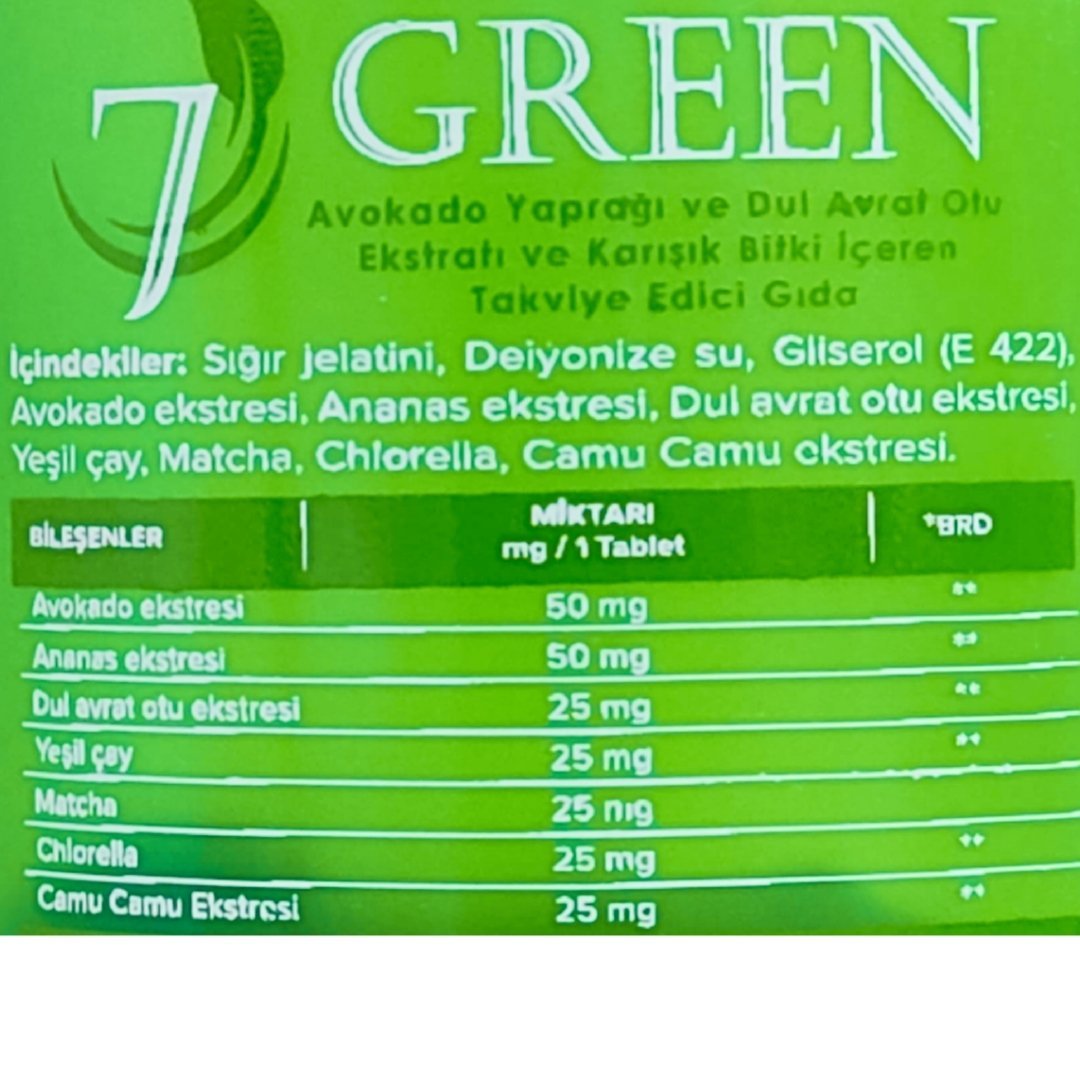 7 GREEN
Avokado Yaprağı ve Dul Avrat Otu
Ekstratı ve Karışık Bitki İçeren
Takviye Edici Gıda
İçindekiler: Sığır jelatini, Deiyonize su, Gliserol (E 422),
Avokado ekstresi, Ananas ekstresi, Dul avrat otu ekstresi,
Yeşil çay, Matcha, Chlorella, Camu Camu ekstresi.
BİLEŞENLER MİKTARI mg / 1 Tablet *BRD
Avokado ekstresi 50 mg **
Ananas ekstresi 50 mg **
Dul avrat otu ekstresi 25 mg **
Yeşil çay 25 mg **
Matcha 25 mg
Chlorella 25 mg **
Camu Camu Ekstresi 25 mg **